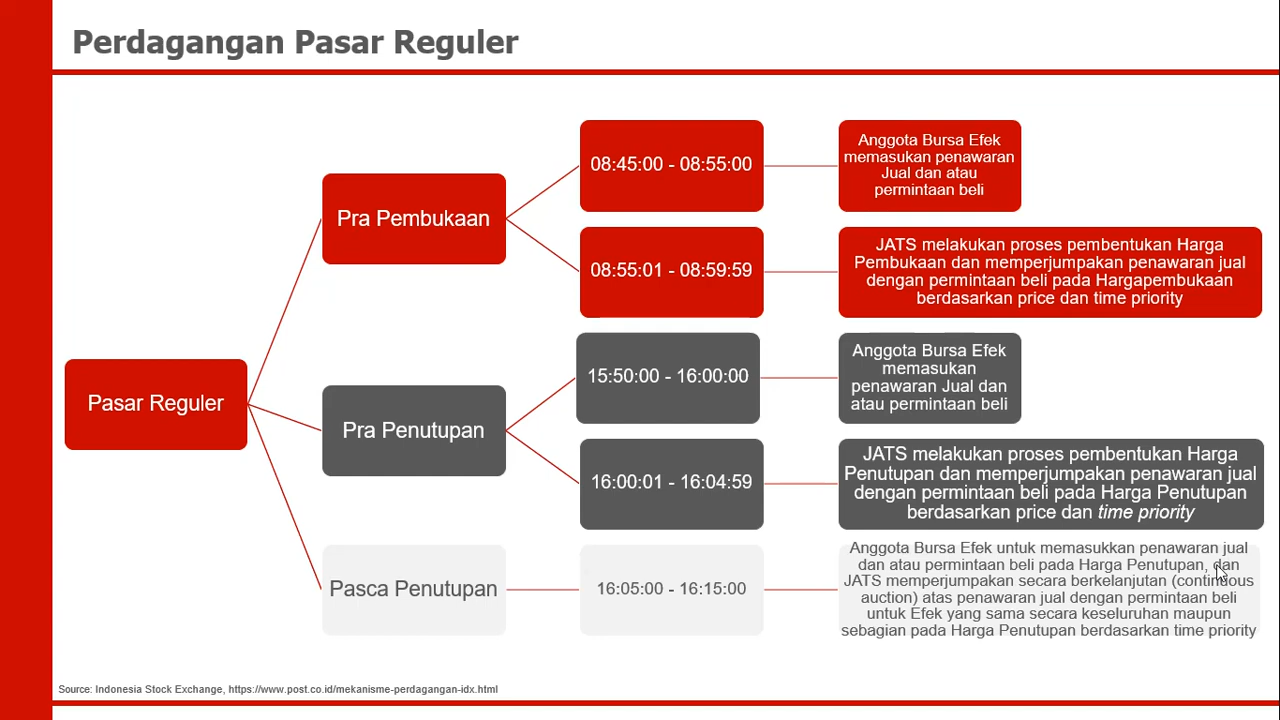 Perdagangan Pasar Reguler
Pasar Reguler
Pra Pembukaan
08:45:00 - 08:55:00
Anggota Bursa Efek
memasukan penawaran
Jual dan atau
permintaan beli
08:55:01 - 08:59:59
JATS melakukan proses pembentukan Harga
Pembukaan dan memperjumpakan penawaran jual
dengan permintaan beli pada Hargapembukaan
berdasarkan price dan time priority
Pra Penutupan
15:50:00 - 16:00:00
Anggota Bursa Efek
memasukan
penawaran Jual dan
atau permintaan beli
16:00:01 - 16:04:59
JATS melakukan proses pembentukan Harga
Penutupan dan memperjumpakan penawaran jual
dengan permintaan beli pada Harga Penutupan
berdasarkan price dan time priority
Pasca Penutupan
16:05:00 - 16:15:00
Anggota Bursa Efek untuk memasukkan penawaran jual
dan atau permintaan beli pada Harga Penutupan, dan
JATS memperjumpakan secara berkelanjutan (continuous
auction) atas penawaran jual dengan permintaan beli
untuk Efek yang sama secara keseluruhan maupun
sebagian pada Harga Penutupan berdasarkan time priority
Source: Indonesia Stock Exchange, https://www.post.co.id/mekanisme-perdagangan-idx.html